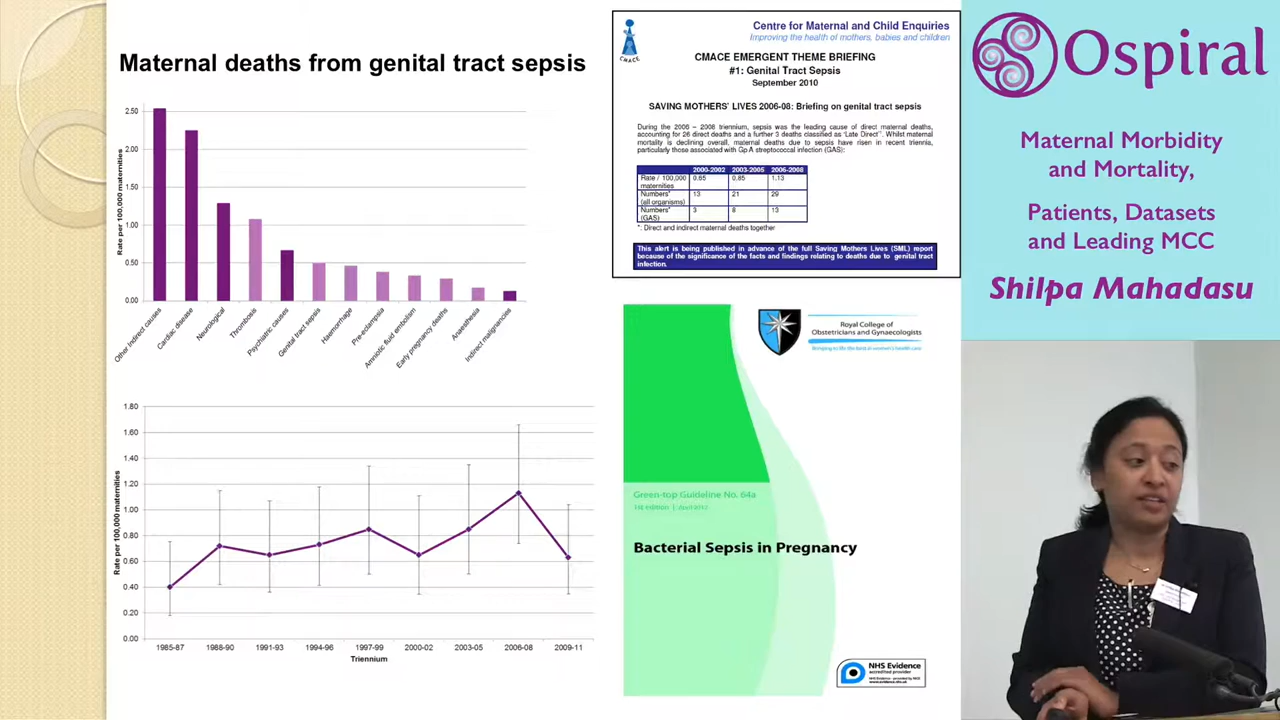 Maternal deaths from genital tract sepsis
Rate per 100,000 maternities
2.50
2.00
1.50
1.00
0.50
0.00
Other Indirect causes
Cardiac disease
Neurological
Thrombosis
Psychiatric causes
Genital tract sepsis
Haemorrhage
Pre-eclampsia
Amniotic fluid embolism
Early pregnancy deaths
Anaesthesia
Indirect malignancies
Rate per 100,000 maternities
1.80
1.60
1.40
1.20
1.00
0.80
0.60
0.40
0.20
0.00
1985-87 1988-90 1991-93 1994-96 1997-99 2000-02 2003-05 2006-08 2009-11
Triennium
CMACE
Centre for Maternal and Child Enquiries
Improving the health of mothers, babies and children
CMACE EMERGENT THEME BRIEFING
#1: Genital Tract Sepsis
September 2010
SAVING MOTHERS' LIVES 2006-08: Briefing on genital tract sepsis
During the 2006 – 2008 triennium, sepsis was the leading cause of direct maternal deaths,
accounting for 26 direct deaths and a further 3 deaths classified as 'Late Direct'. Whilst maternal
mortality is declining overall, maternal deaths due to sepsis have risen in recent triennia,
particularly those associated with Gp A streptococcal infection (GAS):
2000-2002 2003-2005 2006-2008
Rate / 100,000 0.65 0.85 1.13
maternities
Numbers* 13 21 29
(all organisms)
Numbers* 3 8 13
(GAS)
*: Direct and indirect maternal deaths together
This alert is being published in advance of the full Saving Mothers Lives (SML) report
because of the significance of the facts and findings relating to deaths due to genital tract
infection.
Royal College of
Obstetricians and Gynaecologists
Bringing to life the best in women's health care
Green-top Guideline No. 64a
1st edition | April 2012
Bacterial Sepsis in Pregnancy
NHS Evidence
accredited provider
NHS Evidence - provided by NICE
www.evidence.nhs.uk
Ospiral
Maternal Morbidity
and Mortality,
Patients, Datasets
and Leading MCC
Shilpa Mahadasu